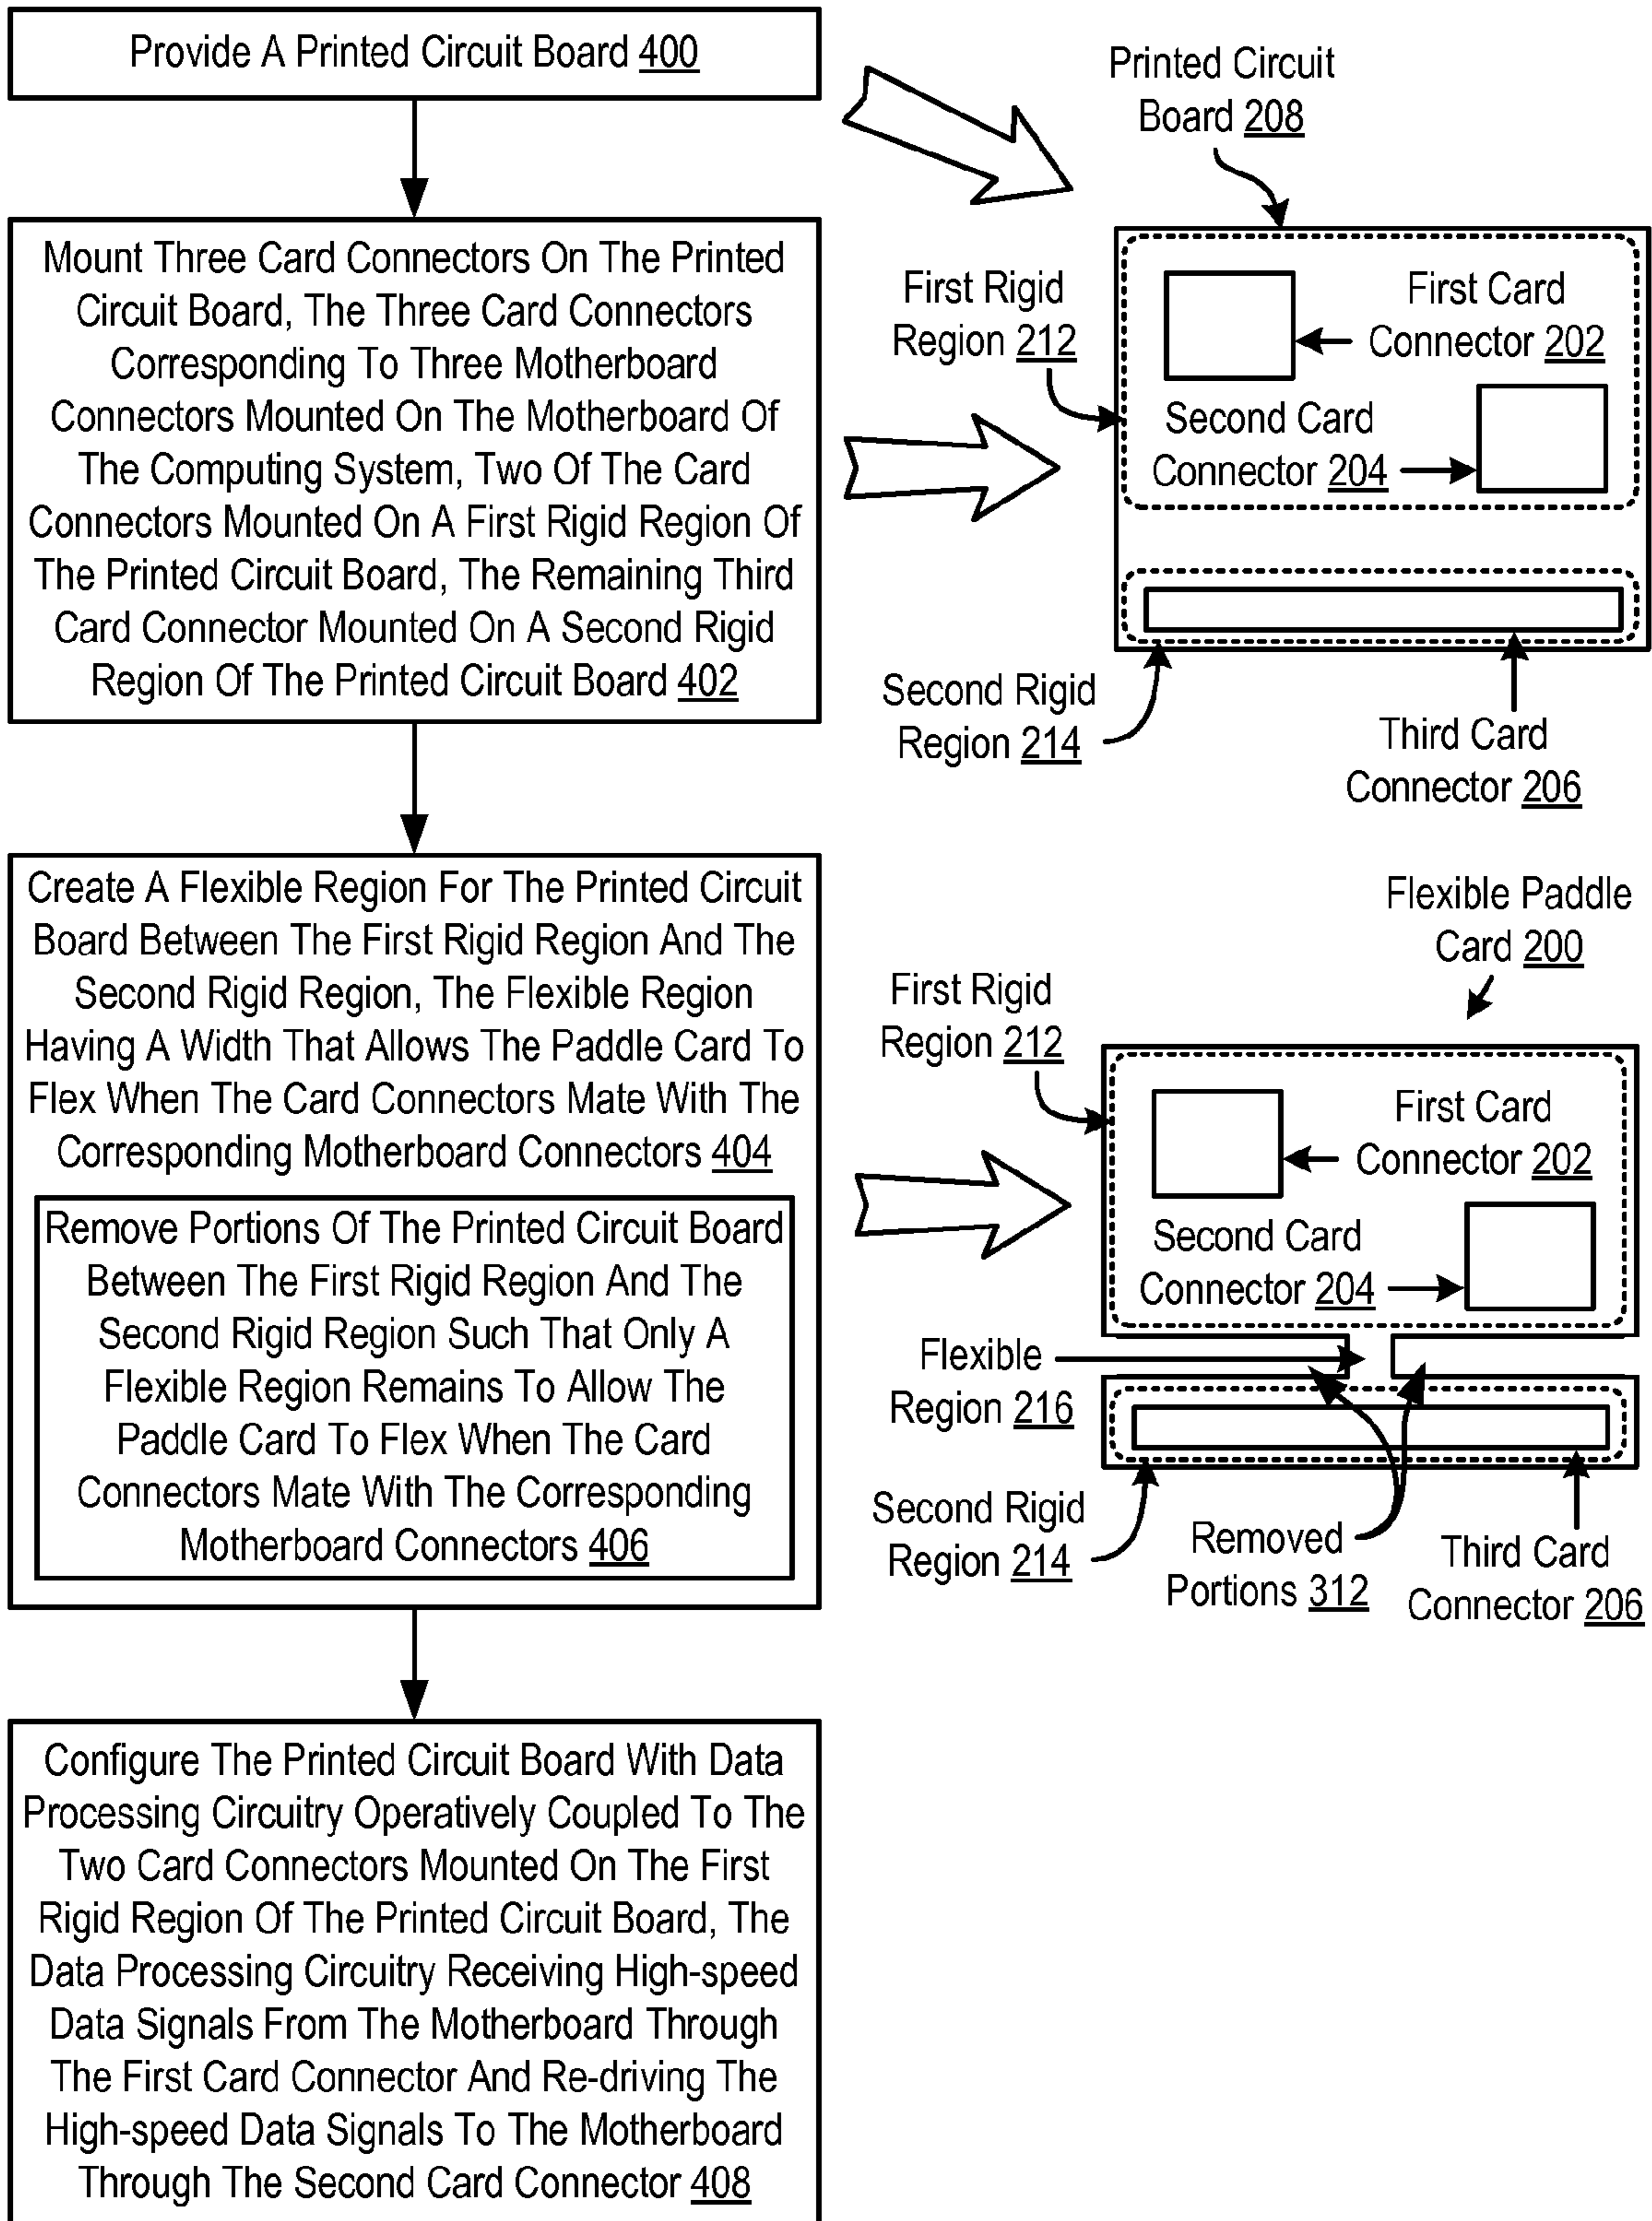 Provide A Printed Circuit Board 400
Mount Three Card Connectors On The Printed
Circuit Board, The Three Card Connectors
Corresponding To Three Motherboard
Connectors Mounted On The Motherboard Of
The Computing System, Two Of The Card
Connectors Mounted On A First Rigid Region Of
The Printed Circuit Board, The Remaining Third
Card Connector Mounted On A Second Rigid
Region Of The Printed Circuit Board 402
Create A Flexible Region For The Printed Circuit
Board Between The First Rigid Region And The
Second Rigid Region, The Flexible Region
Having A Width That Allows The Paddle Card To
Flex When The Card Connectors Mate With The
Corresponding Motherboard Connectors 404
Remove Portions Of The Printed Circuit Board
Between The First Rigid Region And The
Second Rigid Region Such That Only A
Flexible Region Remains To Allow The
Paddle Card To Flex When The Card
Connectors Mate With The Corresponding
Motherboard Connectors 406
Configure The Printed Circuit Board With Data
Processing Circuitry Operatively Coupled To The
Two Card Connectors Mounted On The First
Rigid Region Of The Printed Circuit Board, The
Data Processing Circuitry Receiving High-speed
Data Signals From The Motherboard Through
The First Card Connector And Re-driving The
High-speed Data Signals To The Motherboard
Through The Second Card Connector 408
Printed Circuit
Board 208
First Rigid
Region 212
First Card
Connector 202
Second Card
Connector 204
Second Rigid
Region 214
Third Card
Connector 206
Flexible Paddle
Card 200
First Rigid
Region 212
First Card
Connector 202
Second Card
Connector 204
Flexible
Region 216
Second Rigid
Region 214
Removed
Portions 312
Third Card
Connector 206